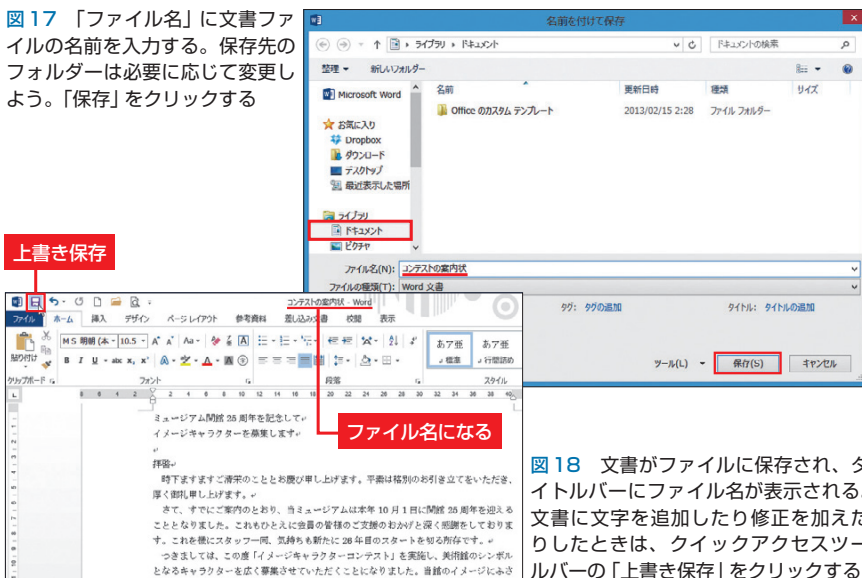 図17　「ファイル名」に文書ファ
イルの名前を入力する。保存先の
フォルダーは必要に応じて変更し
よう。「保存」をクリックする
名前を付けて保存
ライブラリ ▸ ドキュメント
ドキュメントの検索
整理 新しいフォルダー
Microsoft Word
お気に入り
Dropbox
ダウンロード
デスクトップ
最近表示した場所
ライブラリ
ドキュメント
ピクチャ
名前 更新日時 種類 サイズ
Office のカスタム テンプレート 2013/02/15 2:28 ファイル フォルダー
ファイル名(N): コンテストの案内状
ファイルの種類(T): Word 文書
タグ: タグの追加 タイトル: タイトルの追加
ツール(L) 保存(S) キャンセル
上書き保存
コンテストの案内状 - Word
ファイル ホーム 挿入 デザイン ページ レイアウト 参考資料 差し込み文書 校閲 表示
ＭＳ 明朝 (本 10.5
貼り付け
あア亜 あア亜
標準 行間詰め
クリップボード フォント 段落 スタイル
ファイル名になる
ミュージアム開館 25 周年を記念して
イメージキャラクターを募集します
拝啓
時下ますますご清栄のこととお慶び申し上げます。平素は格別のお引き立てをいただき、
厚く御礼申し上げます。
さて、すでにご案内のとおり、当ミュージアムは本年 10 月 1 日に開館 25 周年を迎える
こととなりました。これもひとえに会員の皆様のご支援のおかげと深く感謝をしておりま
す。これを機にスタッフ一同、気持ちも新たに 26 年目のスタートを切る所存です。
つきましては、この度「イメージキャラクターコンテスト」を実施し、美術館のシンボル
となるキャラクターを広く募集させていただくことになりました。当館のイメージにふさ
図18　文書がファイルに保存され、タ
イトルバーにファイル名が表示される。
文書に文字を追加したり修正を加えた
りしたときは、クイックアクセスツー
ルバーの「上書き保存」をクリックする